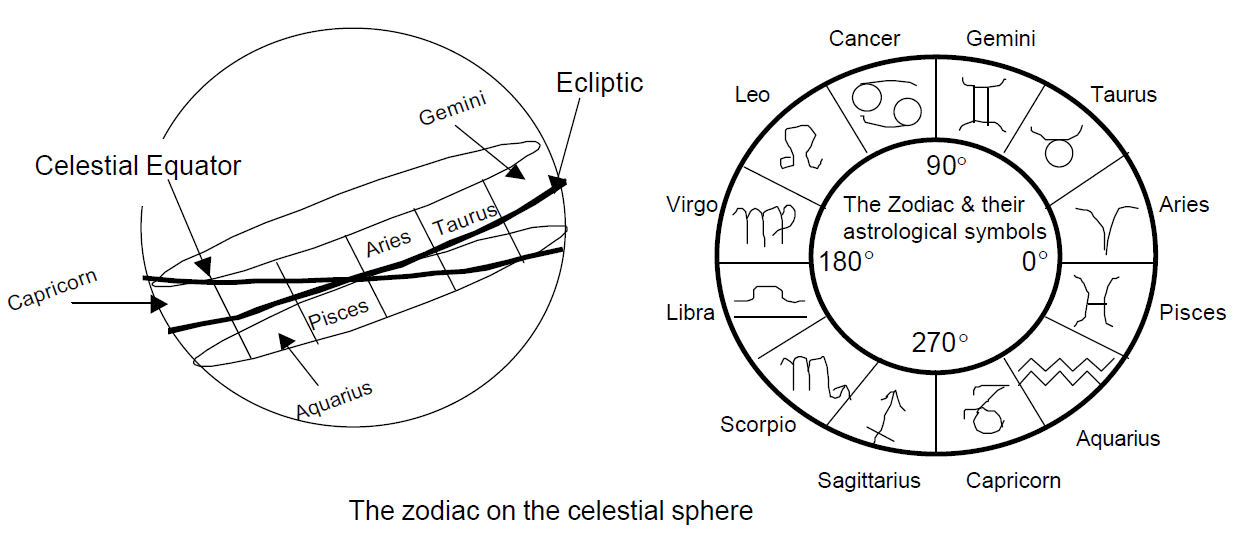 Ecliptic
Gemini
Celestial Equator
Taurus
Aries
Capricorn
Pisces
Aquarius
Cancer
Gemini
Leo
Taurus
Virgo
Aries
90°
The Zodiac & their
astrological symbols
180°
0°
Libra
Pisces
270°
Scorpio
Aquarius
Sagittarius
Capricorn
The zodiac on the celestial sphere